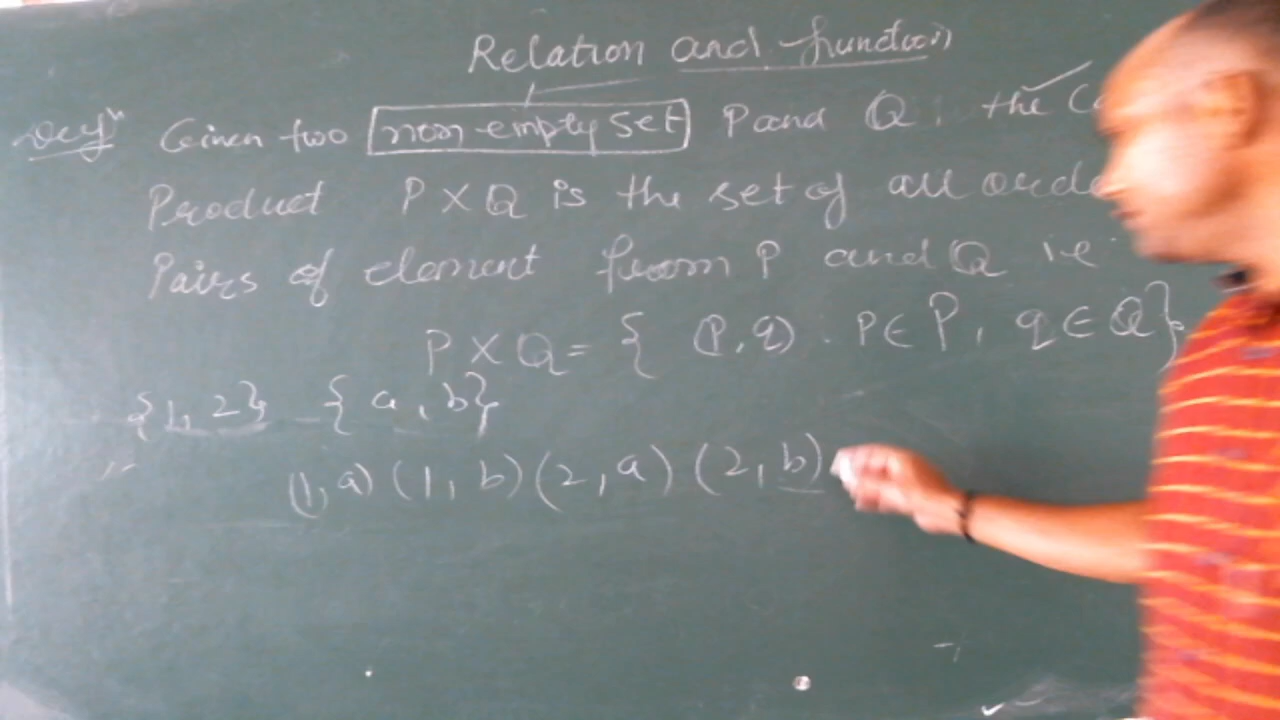 Relation and function
defn Given two non empty set P and Q, the
Product P X Q is the set of all
Pairs of element from P and Q i.e
P X Q = { (P, q) . P ∈ P, q ∈ Q}
{1, 2} {a, b}
(1, a) (1, b) (2, a) (2, b)